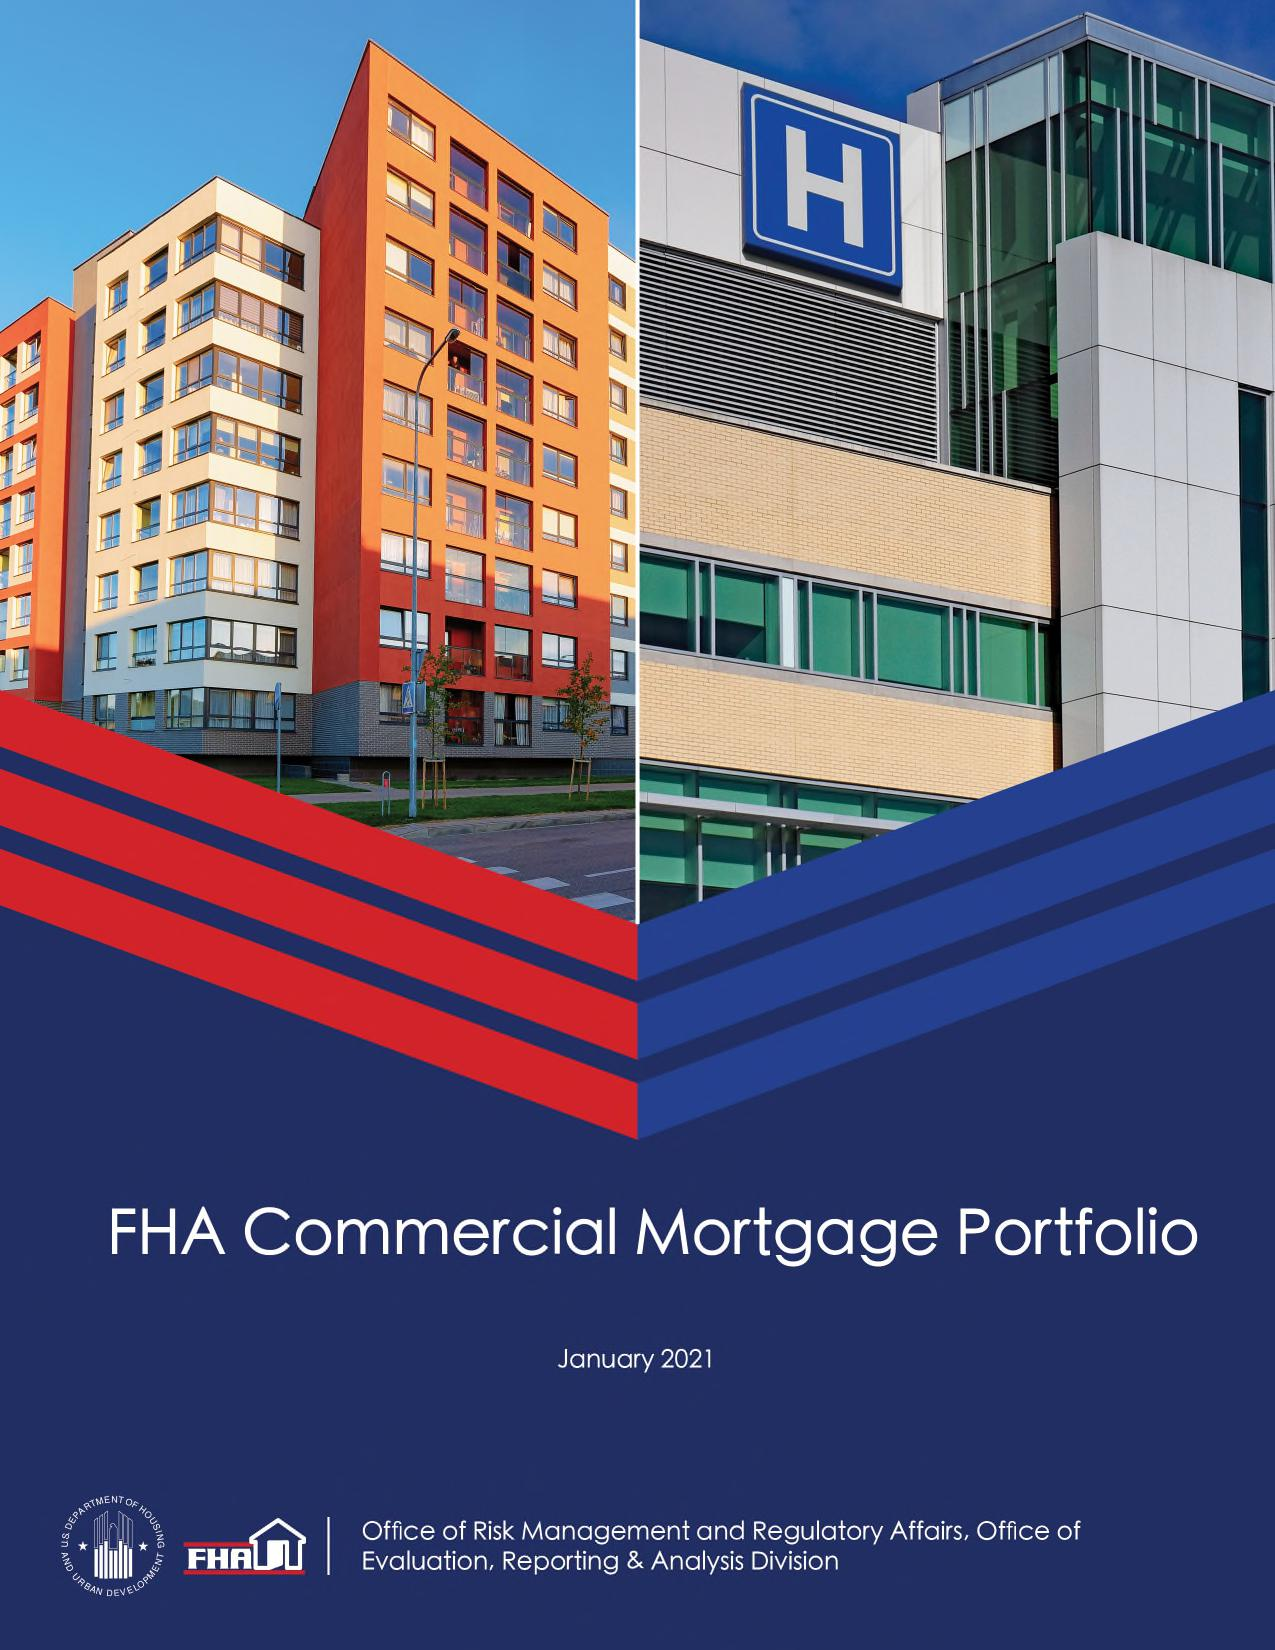 H
FHA Commercial Mortgage Portfolio
January 2021
U.S. DEPARTMENT OF HOUSING
AND URBAN DEVELOPMENT
FHA
Office of Risk Management and Regulatory Affairs, Office of
Evaluation, Reporting & Analysis Division